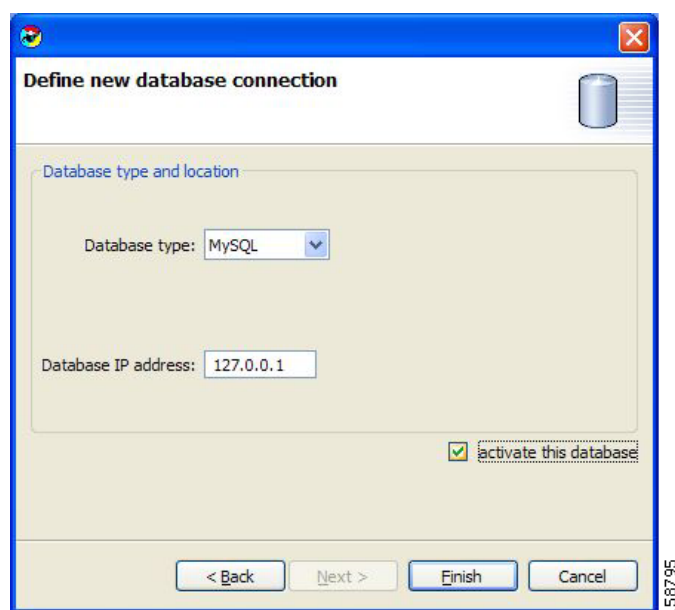 Define new database connection
Database type and location
Database type: MySQL
Database IP address: 127.0.0.1
activate this database
< Back Next > Finish Cancel
58795